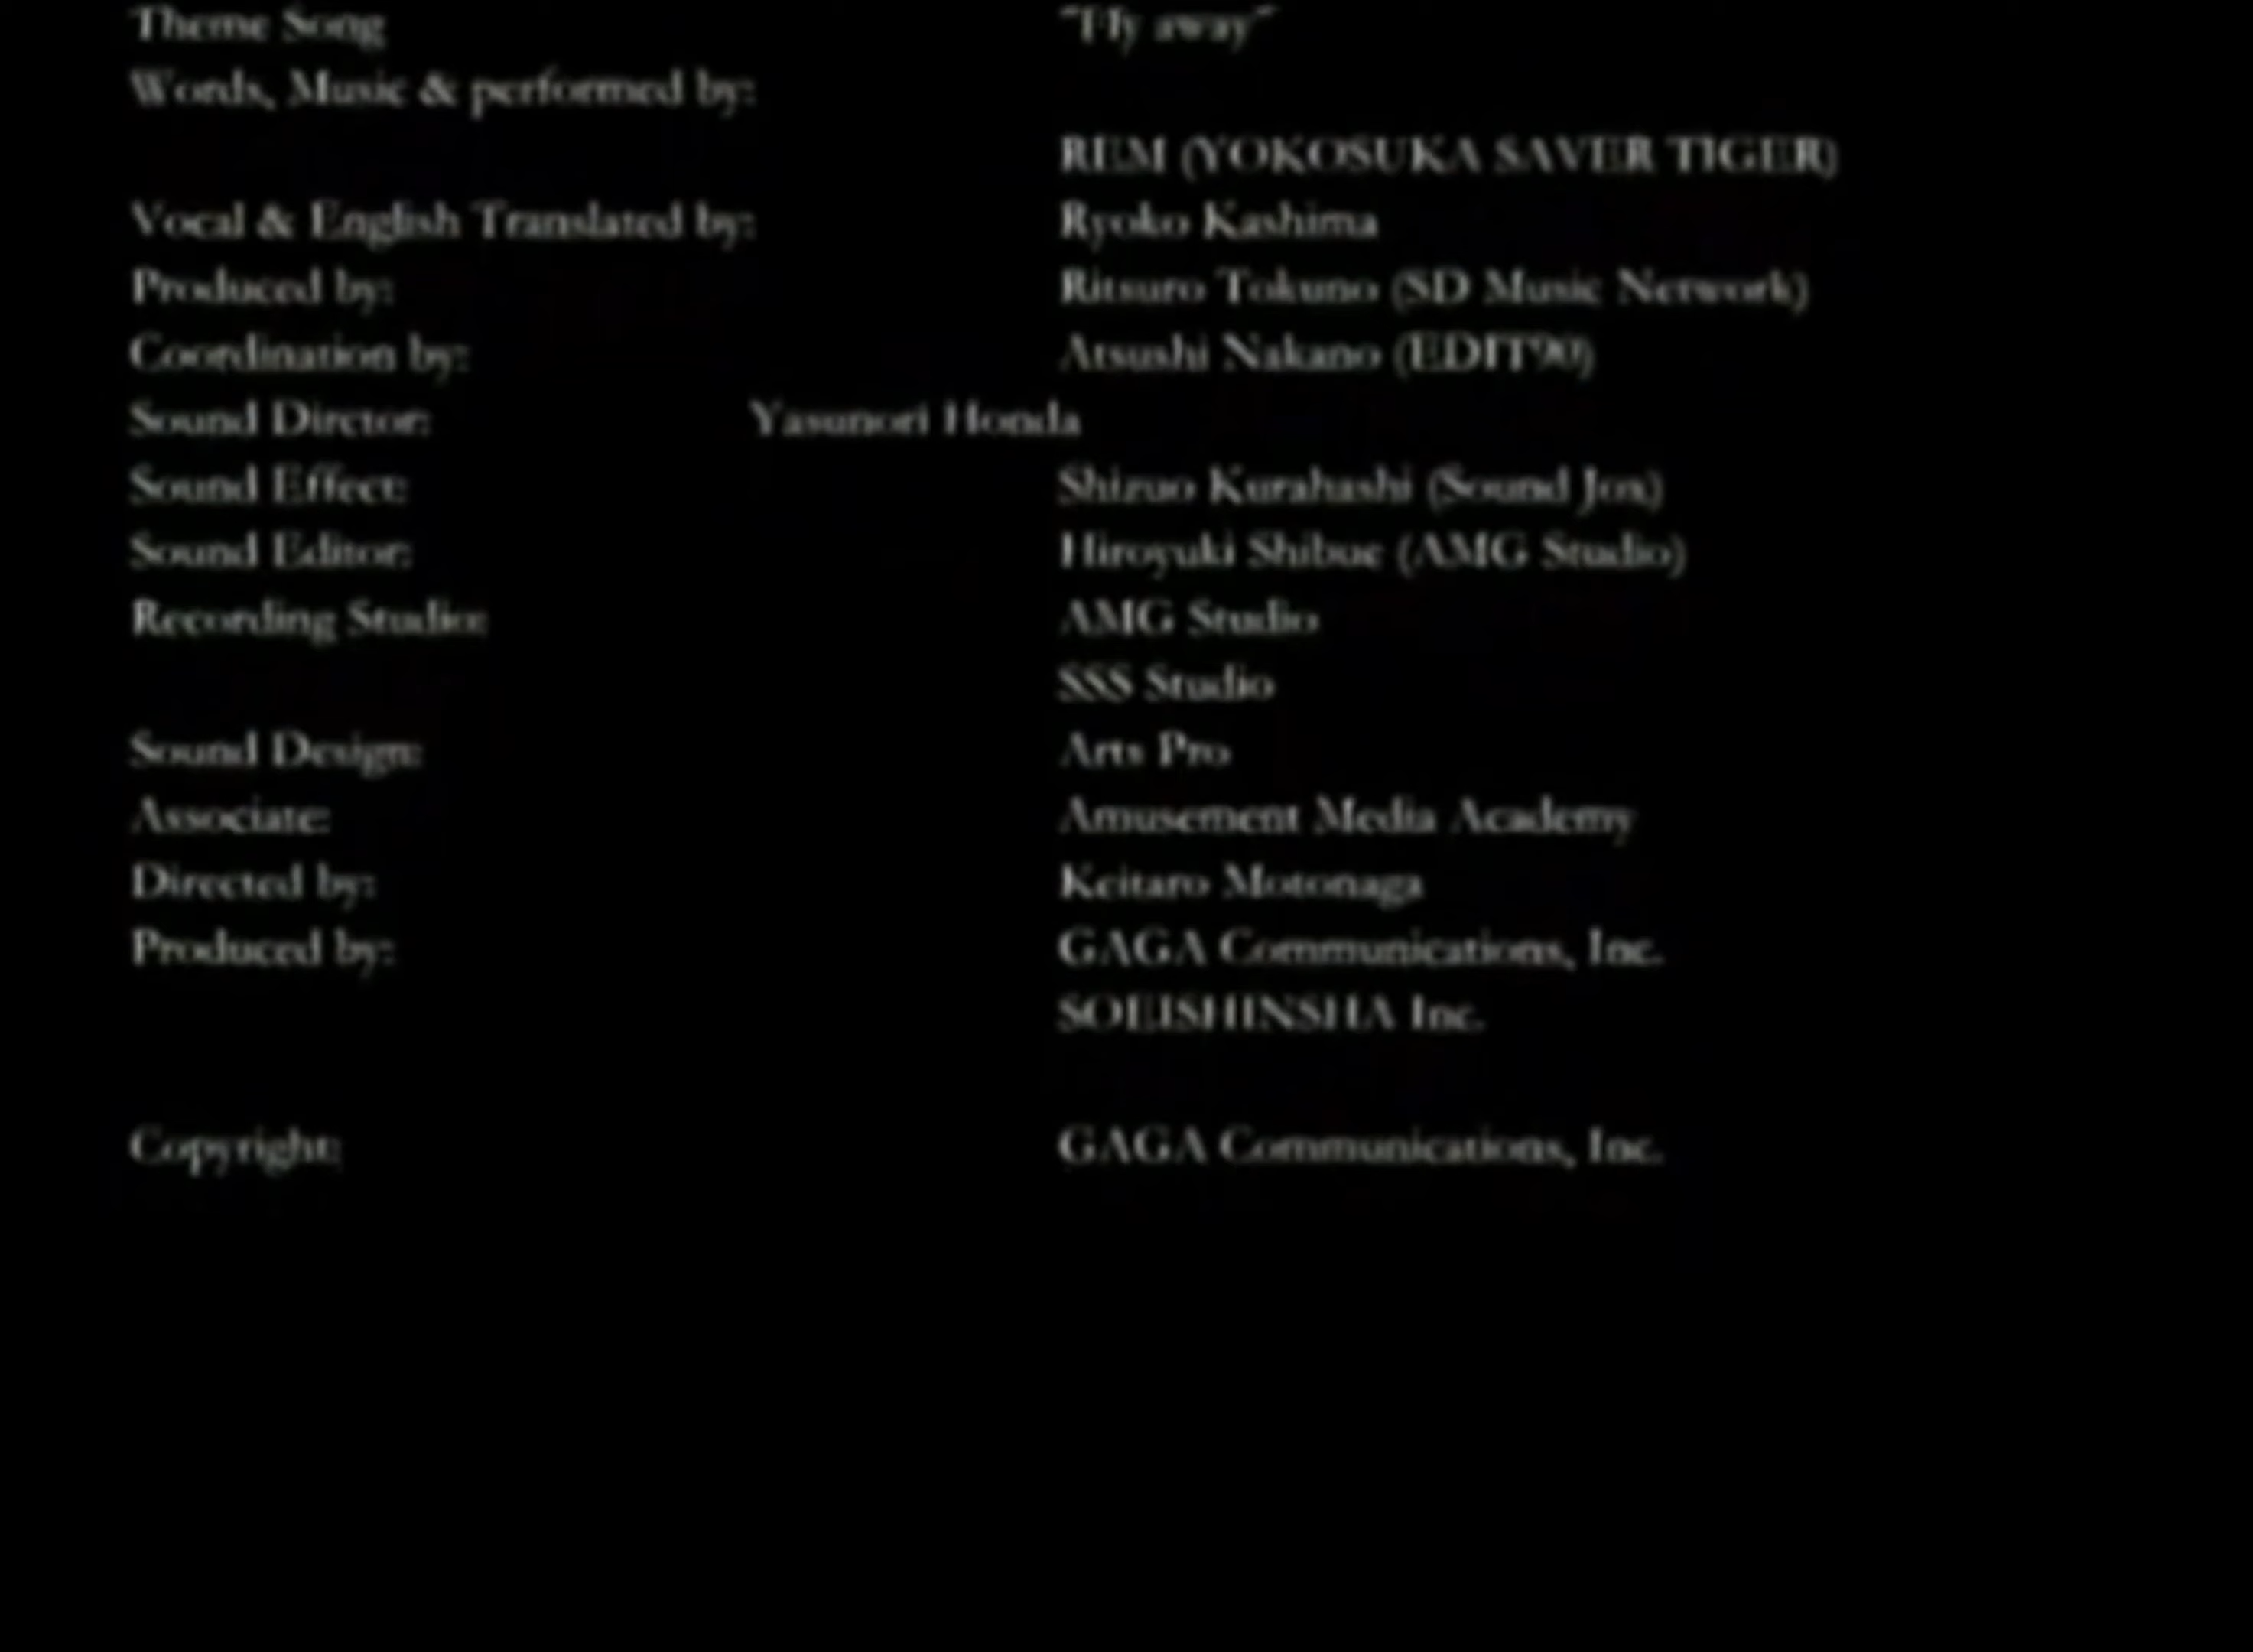 Theme Song "Fly away"
Words, Music & performed by:
REM (YOKOSUKA SAVER TIGER)
Vocal & English Translated by: Ryoko Kashima
Produced by: Ritsuro Tokuno (SD Music Network)
Coordination by: Atsushi Nakano (EDIT90)
Sound Dirctor: Yasunori Honda
Sound Effect: Shizuo Kurahashi (Sound Jox)
Sound Editor: Hiroyuki Shibue (AMG Studio)
Recording Studio: AMG Studio
SSS Studio
Sound Design: Arts Pro
Associate: Amusement Media Academy
Directed by: Keitaro Motonaga
Produced by: GAGA Communications, Inc.
SOEISHINSHA Inc.
Copyright: GAGA Communications, Inc.